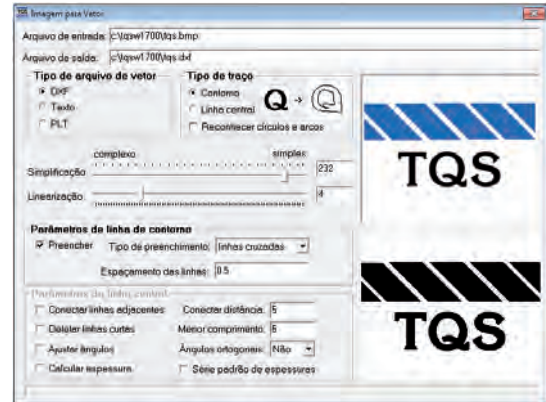 Imagem para Vetor
Arquivo de entrada: c:\tqsw1700\tqs.bmp
Arquivo de saída: c:\tqsw1700\tqs.dxf
Tipo de arquivo de vetor
DXF
Texto
PLT
Tipo de traço
Contorno
Linha central
Q → Q
Reconhecer círculos e arcos
complexo simples
Simplificação 232
Linearização 4
Parâmetros de linha de contorno
Preencher Tipo de preenchimento: linhas cruzadas
Espaçamento das linhas: 0.5
Parâmetros de linha central
Conectar linhas adjacentes Conectar distância: 5
Deletar linhas curtas Menor comprimento: 6
Ajustar ângulos Ângulos ortogonais: Não
Calcular espessura Série padrão de espessuras
TQS
TQS